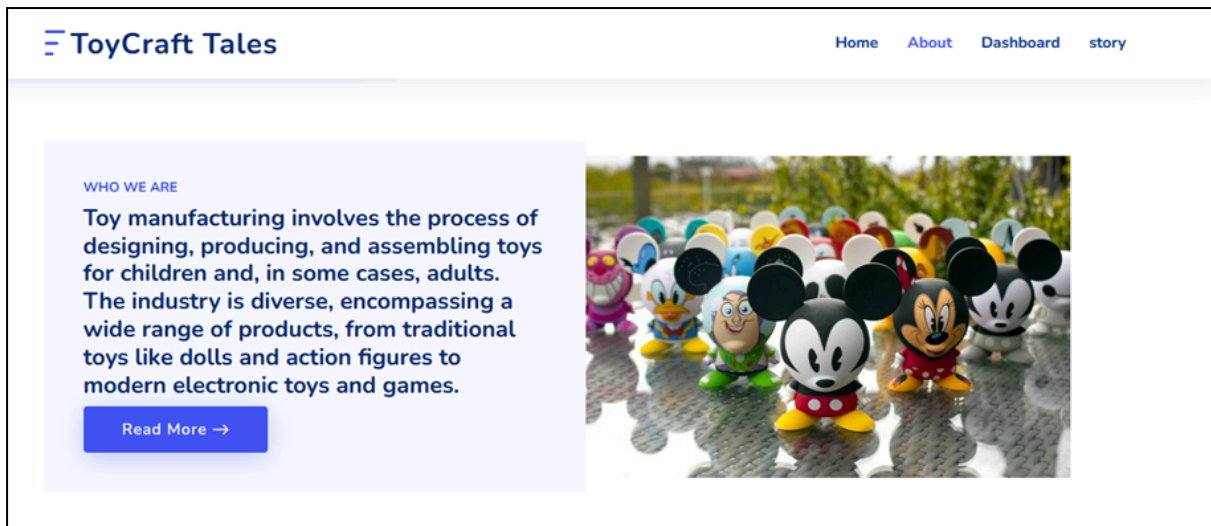 ToyCraft Tales
Home About Dashboard story
WHO WE ARE
Toy manufacturing involves the process of
designing, producing, and assembling toys
for children and, in some cases, adults.
The industry is diverse, encompassing a
wide range of products, from traditional
toys like dolls and action figures to
modern electronic toys and games.
Read More →